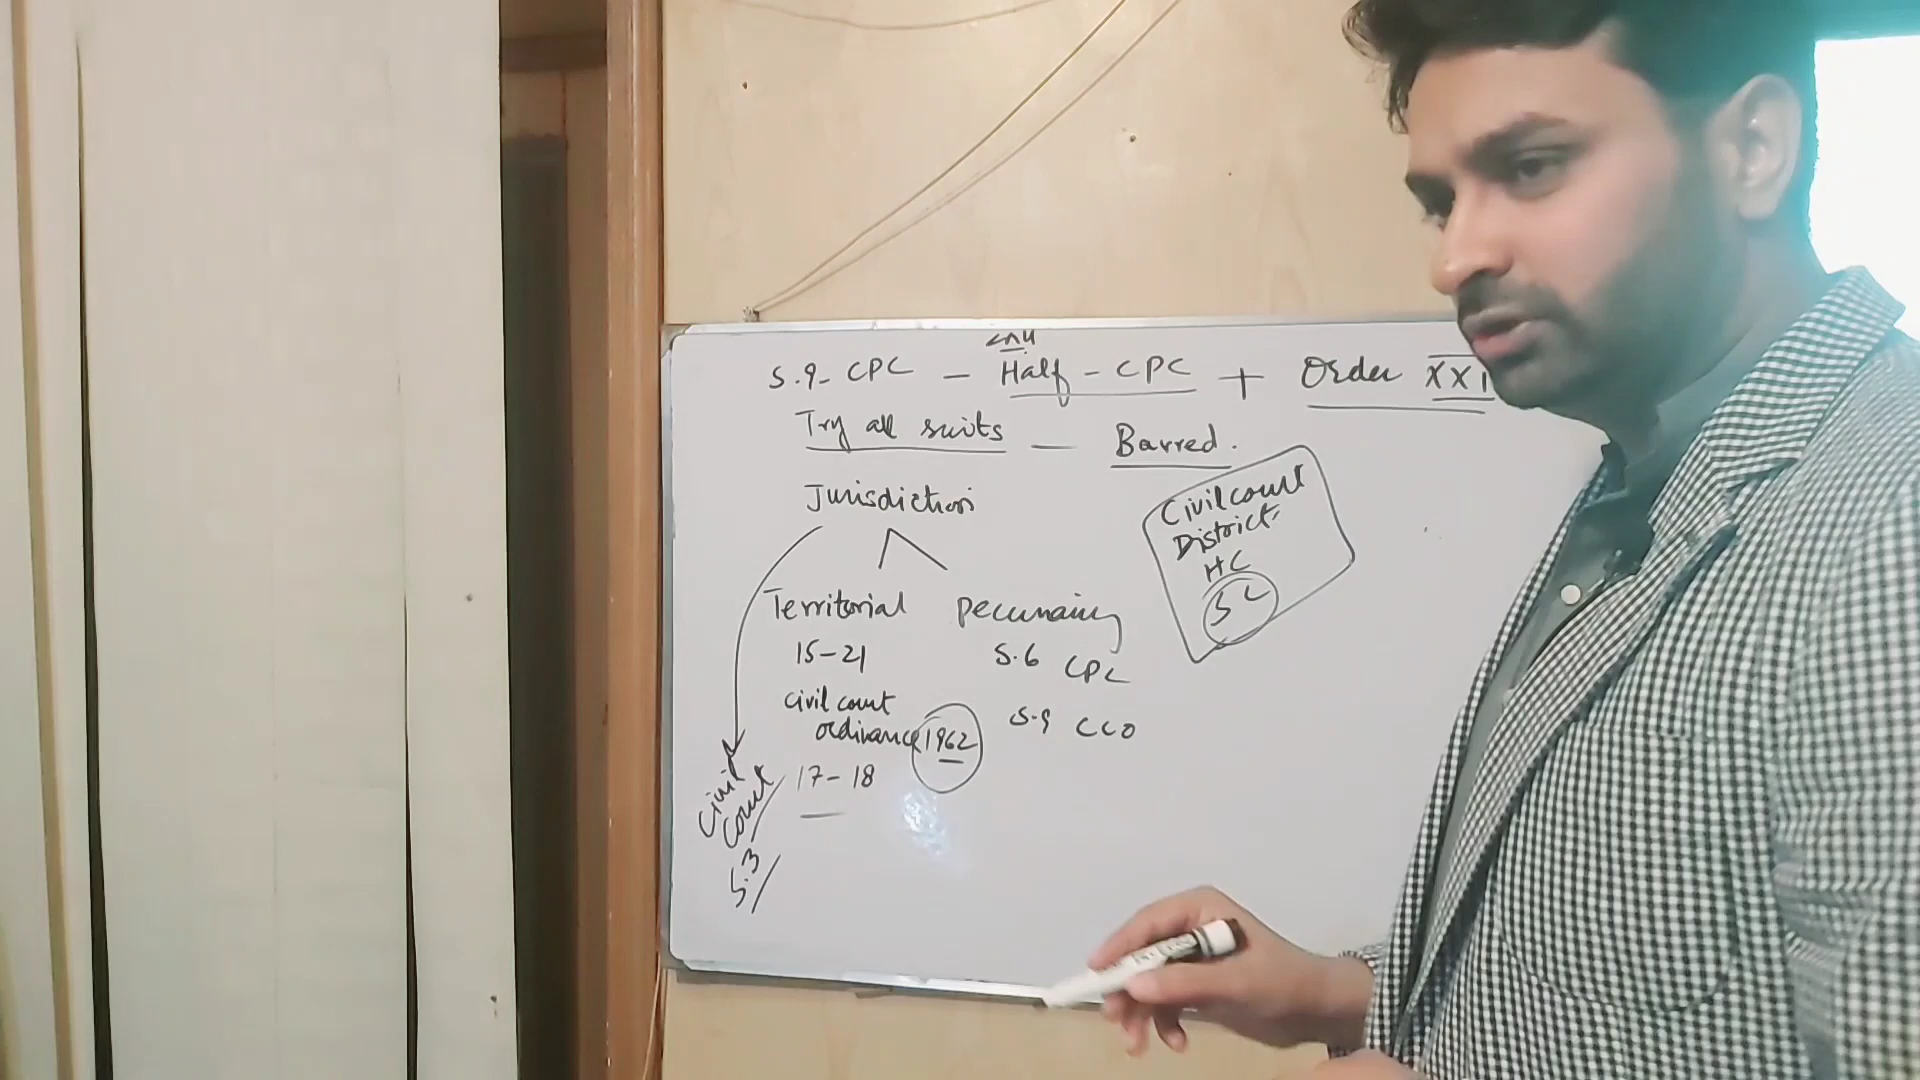 S.9- CPC - Half - CPC + Order XXI
Try all suits - Barred.
Jurisdiction
Civil court
District
HC
SC
Territorial
15-21
civil court
ordinance 1962
17-18
Pecunairy
S.6 CPC
S.9 CCO
Civil
Court
S.3